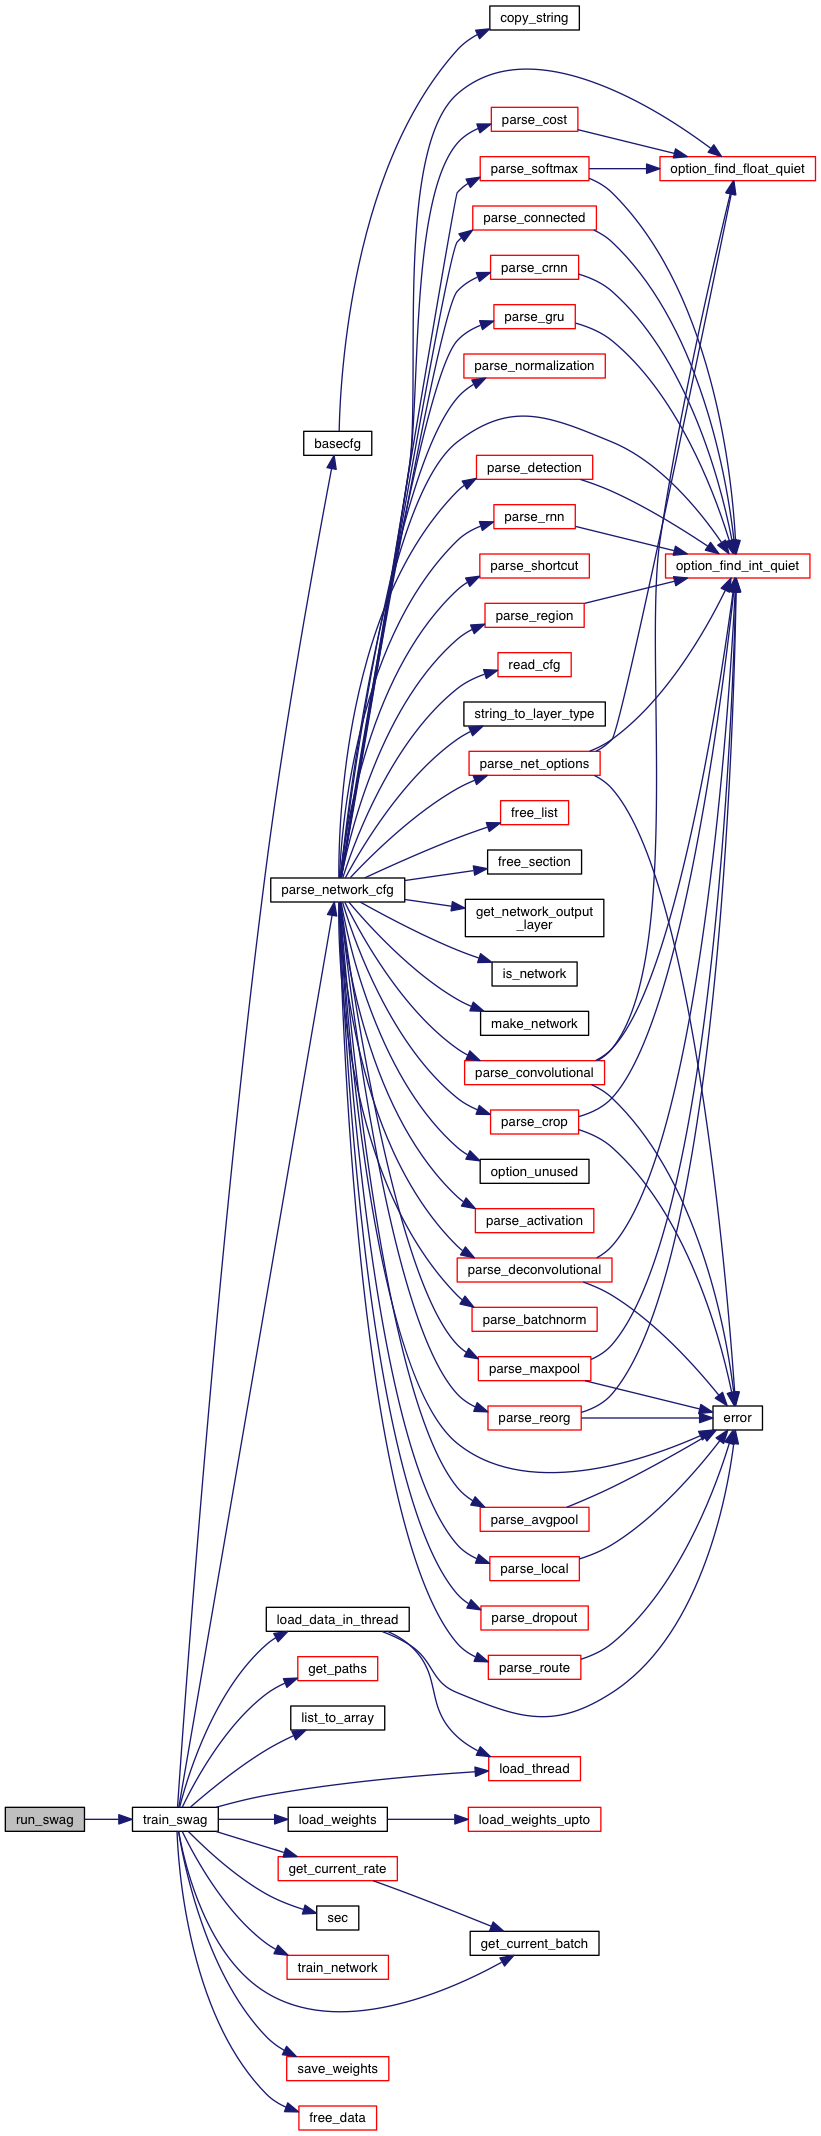 copy_string
parse_cost
option_find_float_quiet
parse_softmax
parse_connected
parse_crnn
parse_gru
parse_normalization
basecfg
parse_detection
parse_rnn
option_find_int_quiet
parse_shortcut
parse_region
read_cfg
string_to_layer_type
parse_net_options
free_list
free_section
parse_network_cfg
get_network_output
_layer
is_network
make_network
parse_convolutional
parse_crop
option_unused
parse_activation
parse_deconvolutional
parse_batchnorm
parse_maxpool
parse_reorg
error
parse_avgpool
parse_local
parse_dropout
load_data_in_thread
parse_route
get_paths
list_to_array
load_thread
run_swag
train_swag
load_weights
load_weights_upto
get_current_rate
sec
get_current_batch
train_network
save_weights
free_data